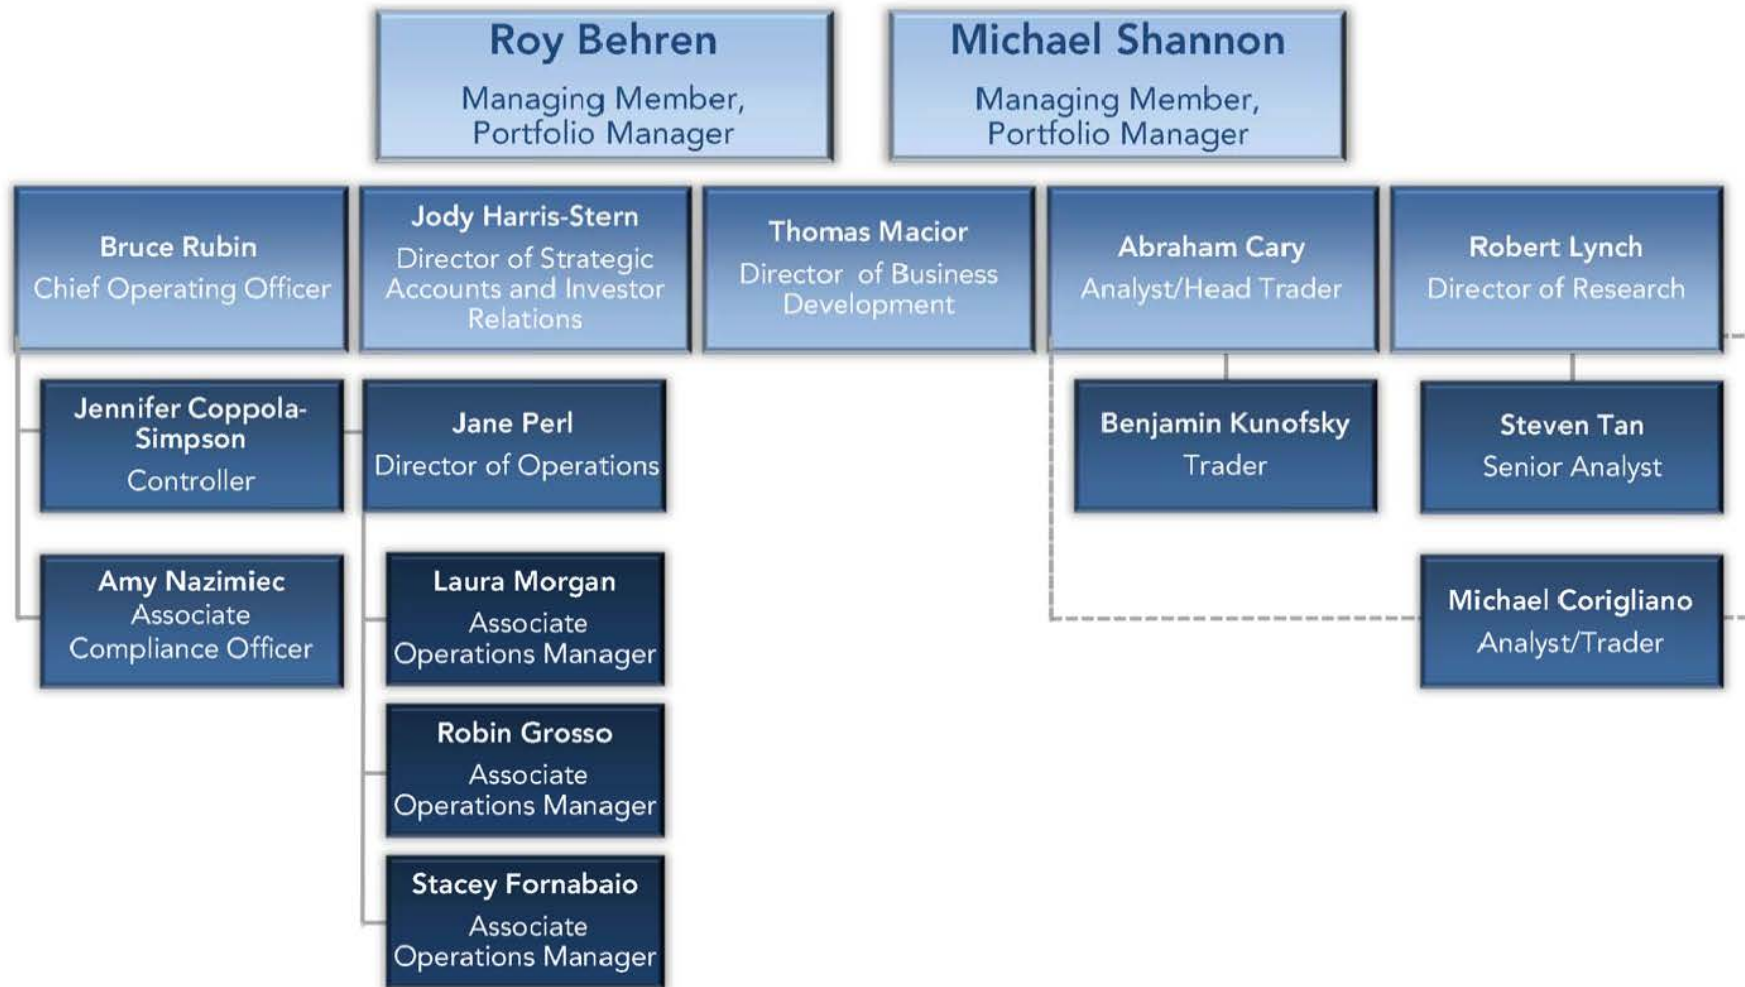 Roy Behren
Managing Member,
Portfolio Manager
Michael Shannon
Managing Member,
Portfolio Manager
Bruce Rubin
Chief Operating Officer
Jody Harris-Stern
Director of Strategic
Accounts and Investor
Relations
Thomas Macior
Director of Business
Development
Abraham Cary
Analyst/Head Trader
Robert Lynch
Director of Research
Jennifer Coppola-
Simpson
Controller
Jane Perl
Director of Operations
Benjamin Kunofsky
Trader
Steven Tan
Senior Analyst
Amy Nazimiec
Associate
Compliance Officer
Laura Morgan
Associate
Operations Manager
Michael Corigliano
Analyst/Trader
Robin Grosso
Associate
Operations Manager
Stacey Fornabaio
Associate
Operations Manager